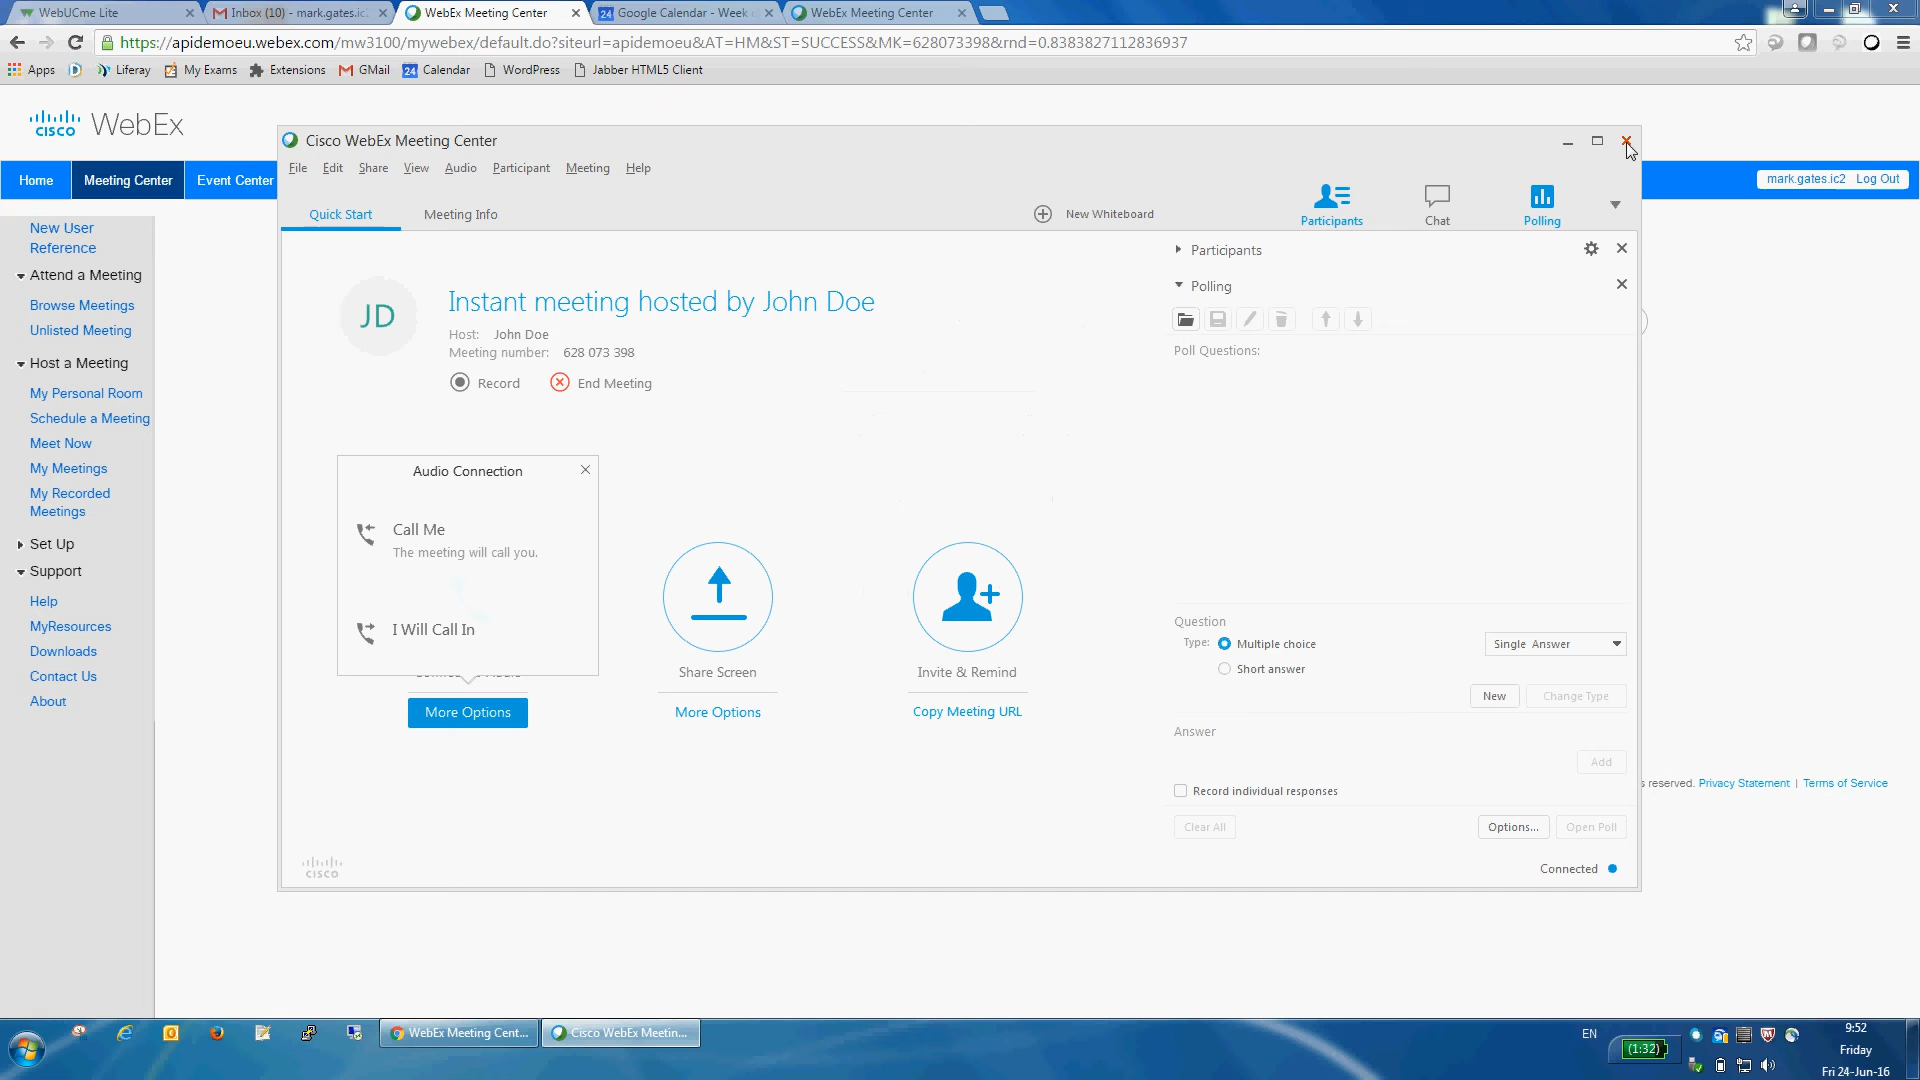 WebUCme Lite
Inbox (10) - mark.gates.ic2
WebEx Meeting Center
24 Google Calendar - Week
WebEx Meeting Center
https://apidemoeu.webex.com/mw3100/mywebex/default.do?siteurl=apidemoeu&AT=HM&ST=SUCCESS&MK=628073398&rnd=0.8383827112836937
Apps
Liferay
My Exams
Extensions
GMail
24 Calendar
WordPress
Jabber HTML5 Client
CISCO WebEx
Home
Meeting Center
Event Center
mark.gates.ic2 Log Out
New User
Reference
Attend a Meeting
Browse Meetings
Unlisted Meeting
Host a Meeting
My Personal Room
Schedule a Meeting
Meet Now
My Meetings
My Recorded
Meetings
Set Up
Support
Help
MyResources
Downloads
Contact Us
About
Cisco WebEx Meeting Center
File Edit Share View Audio Participant Meeting Help
Quick Start
Meeting Info
New Whiteboard
Participants
Chat
Polling
JD
Instant meeting hosted by John Doe
Host: John Doe
Meeting number: 628 073 398
Record
End Meeting
Audio Connection
Call Me
The meeting will call you.
I Will Call In
More Options
Share Screen
More Options
Invite & Remind
Copy Meeting URL
CISCO
Participants
Polling
Poll Questions:
Question
Type: Multiple choice
Single Answer
Short answer
New
Change Type
Answer
Add
Record individual responses
Clear All
Options...
Open Poll
Connected
s reserved. Privacy Statement | Terms of Service
WebEx Meeting Cent...
Cisco WebEx Meetin...
EN
(1:32)
9:52
Friday
Fri 24-Jun-16